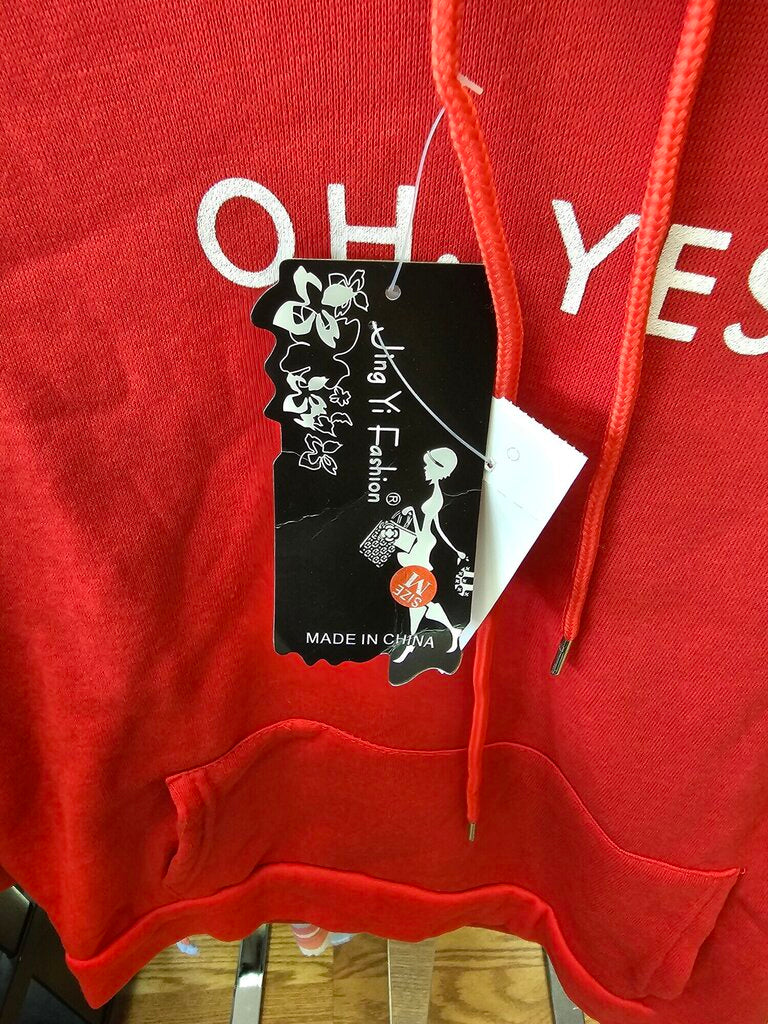 OH, YES
Jing Yi Fashion®
SIZE
M
MADE IN CHINA